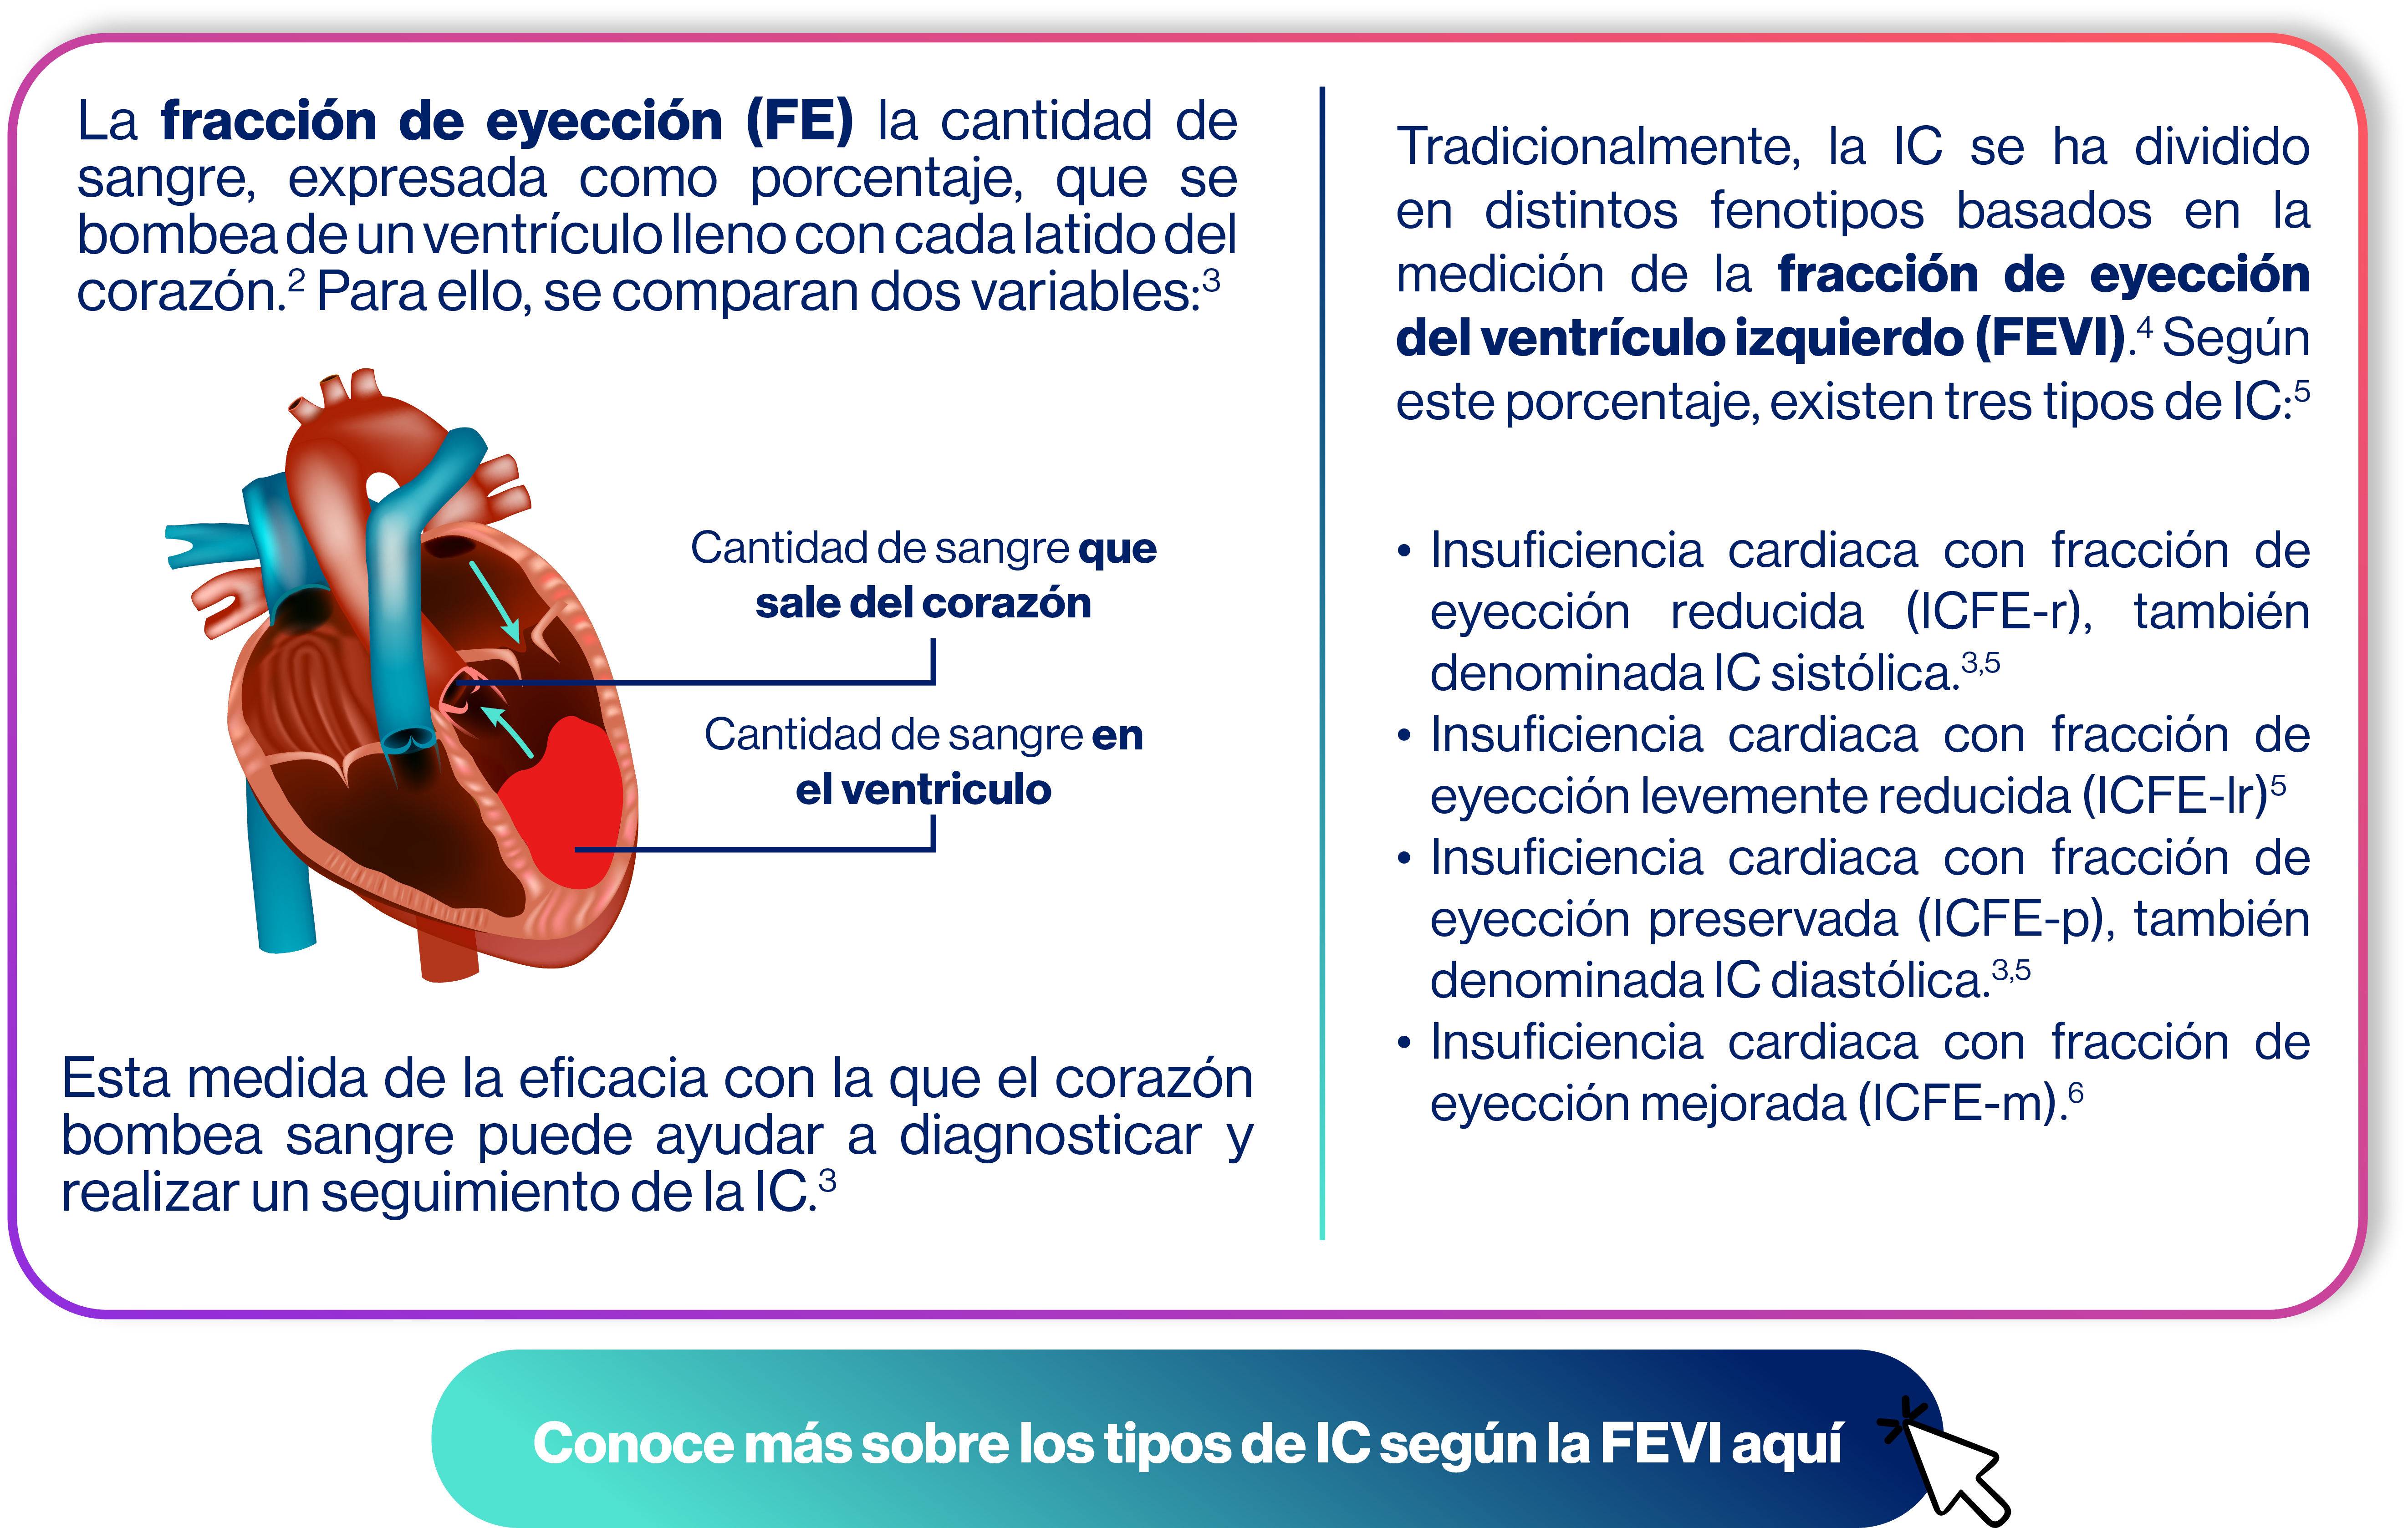 La fracción de eyección (FE) la cantidad de
sangre, expresada como porcentaje, que se
bombea de un ventrículo lleno con cada latido del
corazón.² Para ello, se comparan dos variables:³
Cantidad de sangre que
sale del corazón
Cantidad de sangre en
el ventriculo
Esta medida de la eficacia con la que el corazón
bombea sangre puede ayudar a diagnosticar y
realizar un seguimiento de la IC.³
Tradicionalmente, la IC se ha dividido
en distintos fenotipos basados en la
medición de la fracción de eyección
del ventrículo izquierdo (FEVI).⁴ Según
este porcentaje, existen tres tipos de IC:⁵
• Insuficiencia cardiaca con fracción de
eyección reducida (ICFE-r), también
denominada IC sistólica.³,⁵
• Insuficiencia cardiaca con fracción de
eyección levemente reducida (ICFE-lr)⁵
• Insuficiencia cardiaca con fracción de
eyección preservada (ICFE-p), también
denominada IC diastólica.³,⁵
• Insuficiencia cardiaca con fracción de
eyección mejorada (ICFE-m).⁶
Conoce más sobre los tipos de IC según la FEVI aquí